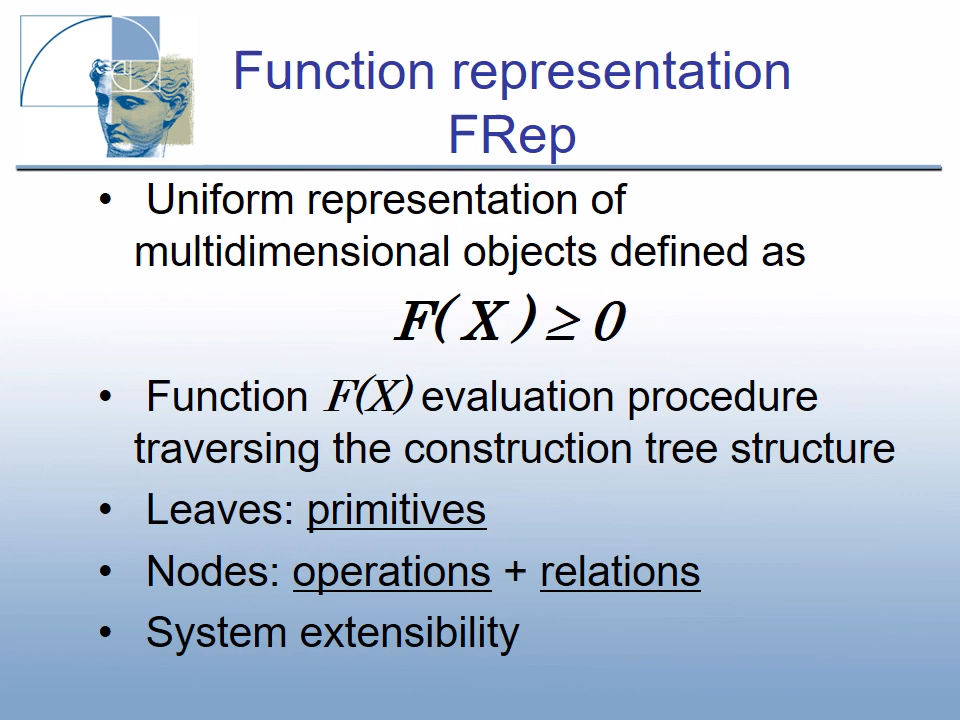 Function representation
FRep
• Uniform representation of
multidimensional objects defined as
F( X ) ≥ 0
• Function F(X) evaluation procedure
traversing the construction tree structure
• Leaves: primitives
• Nodes: operations + relations
• System extensibility